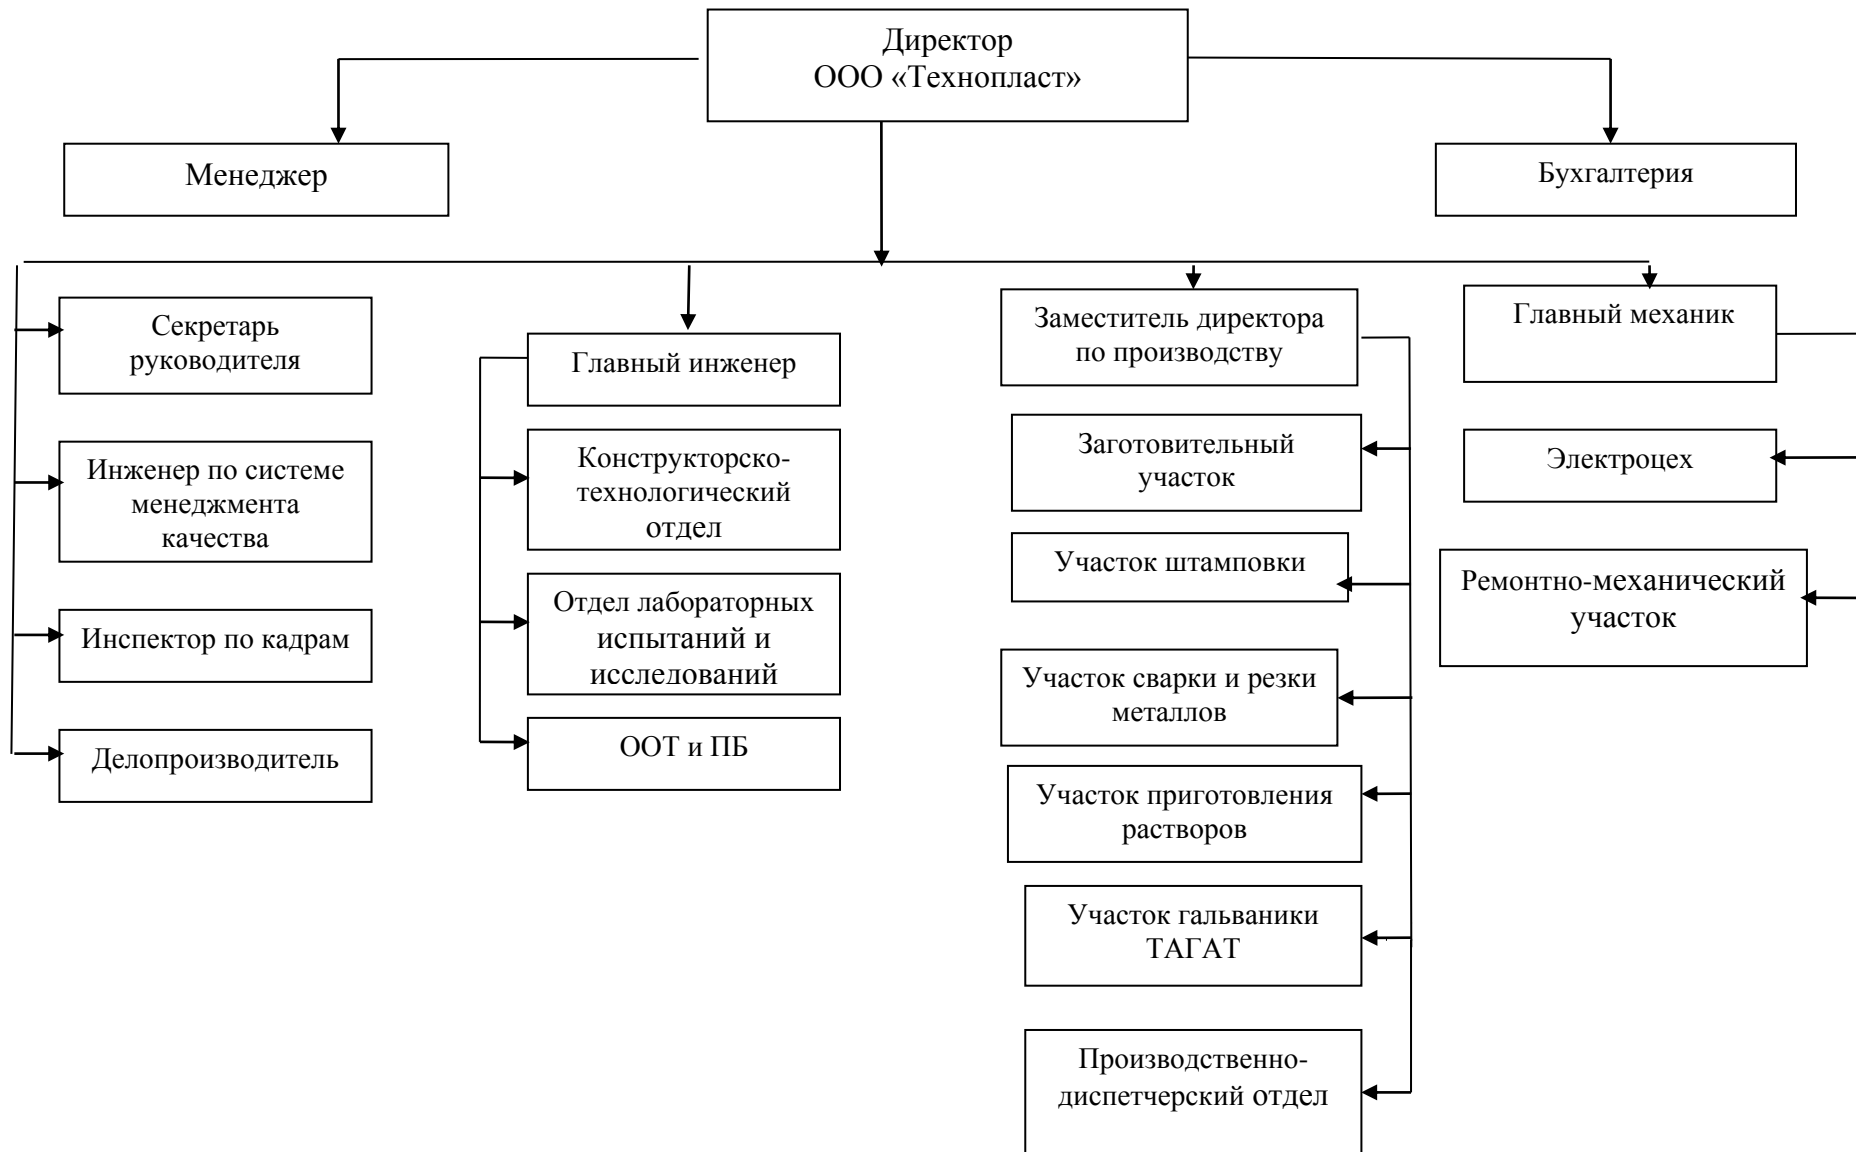 Директор
ООО «Технопласт»
Менеджер
Бухгалтерия
Секретарь
руководителя
Инженер по системе
менеджмента
качества
Инспектор по кадрам
Делопроизводитель
Главный инженер
Конструкторско-
технологический
отдел
Отдел лабораторных
испытаний и
исследований
ООТ и ПБ
Заместитель директора
по производству
Заготовительный
участок
Участок штамповки
Участок сварки и резки
металлов
Участок приготовления
растворов
Участок гальваники
ТАГАТ
Производственно-
диспетчерский отдел
Главный механик
Электроцех
Ремонтно-механический
участок